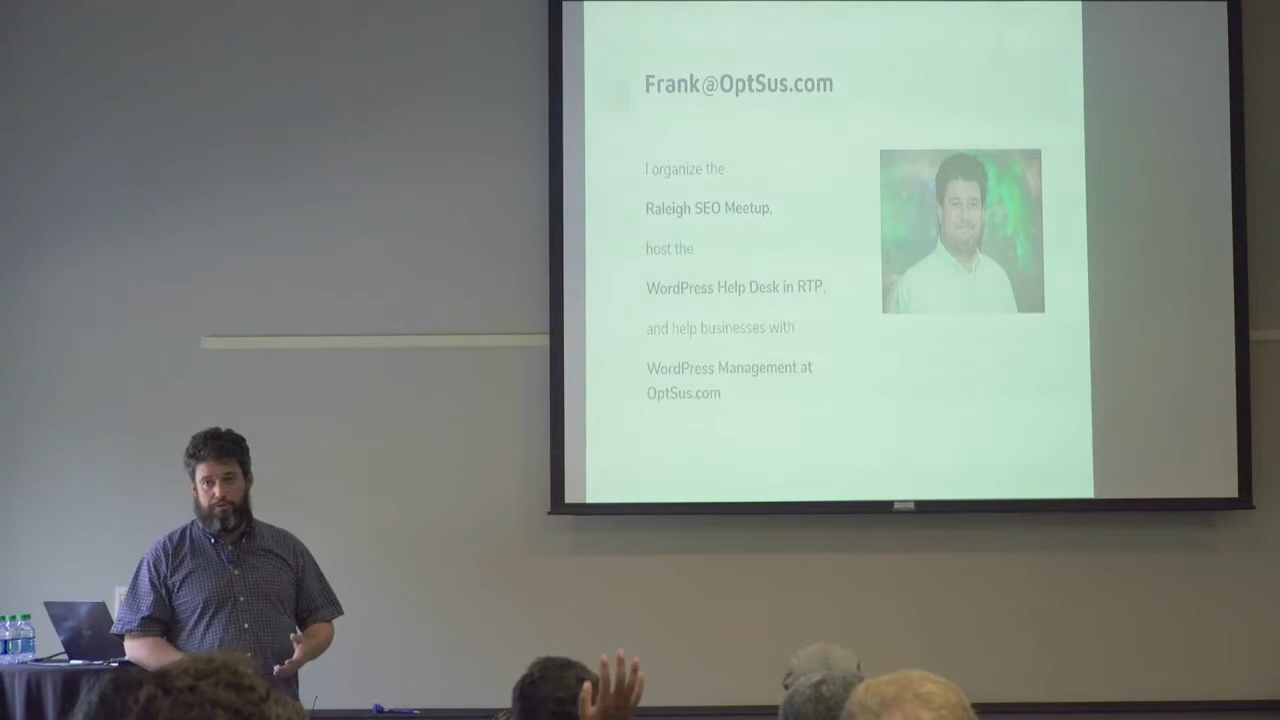 Frank@OptSus.com
I organize the
Raleigh SEO Meetup,
host the
WordPress Help Desk in RTP,
and help businesses with
WordPress Management at
OptSus.com